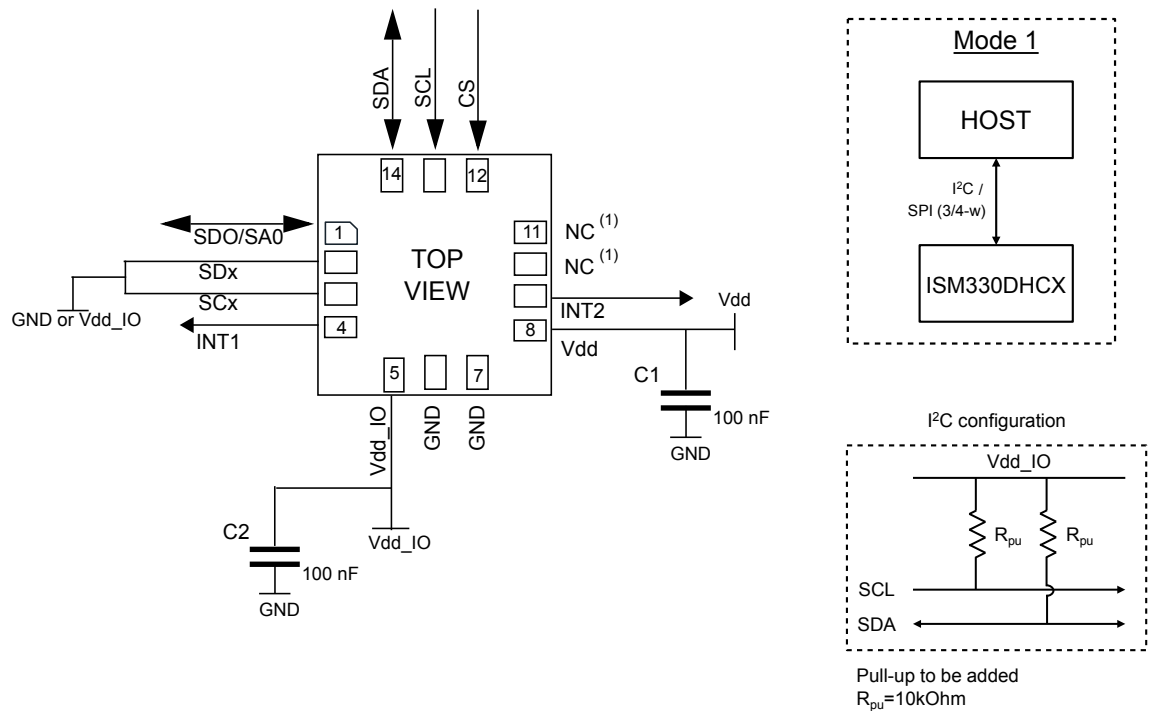 SDA
SCL
CS
14
12
SDO/SA0
1
SDx
SCx
GND or Vdd_IO
INT1
4
TOP
VIEW
11
NC (1)
NC (1)
INT2
Vdd
8
Vdd
5
7
Vdd_IO
GND
GND
C1
100 nF
GND
C2
100 nF
GND
Vdd_IO
Mode 1
HOST
I²C /
SPI (3/4-w)
ISM330DHCX
I²C configuration
Vdd_IO
Rpu
Rpu
SCL
SDA
Pull-up to be added
Rpu=10kOhm